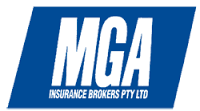 MGA
INSURANCE BROKERS PTY LTD